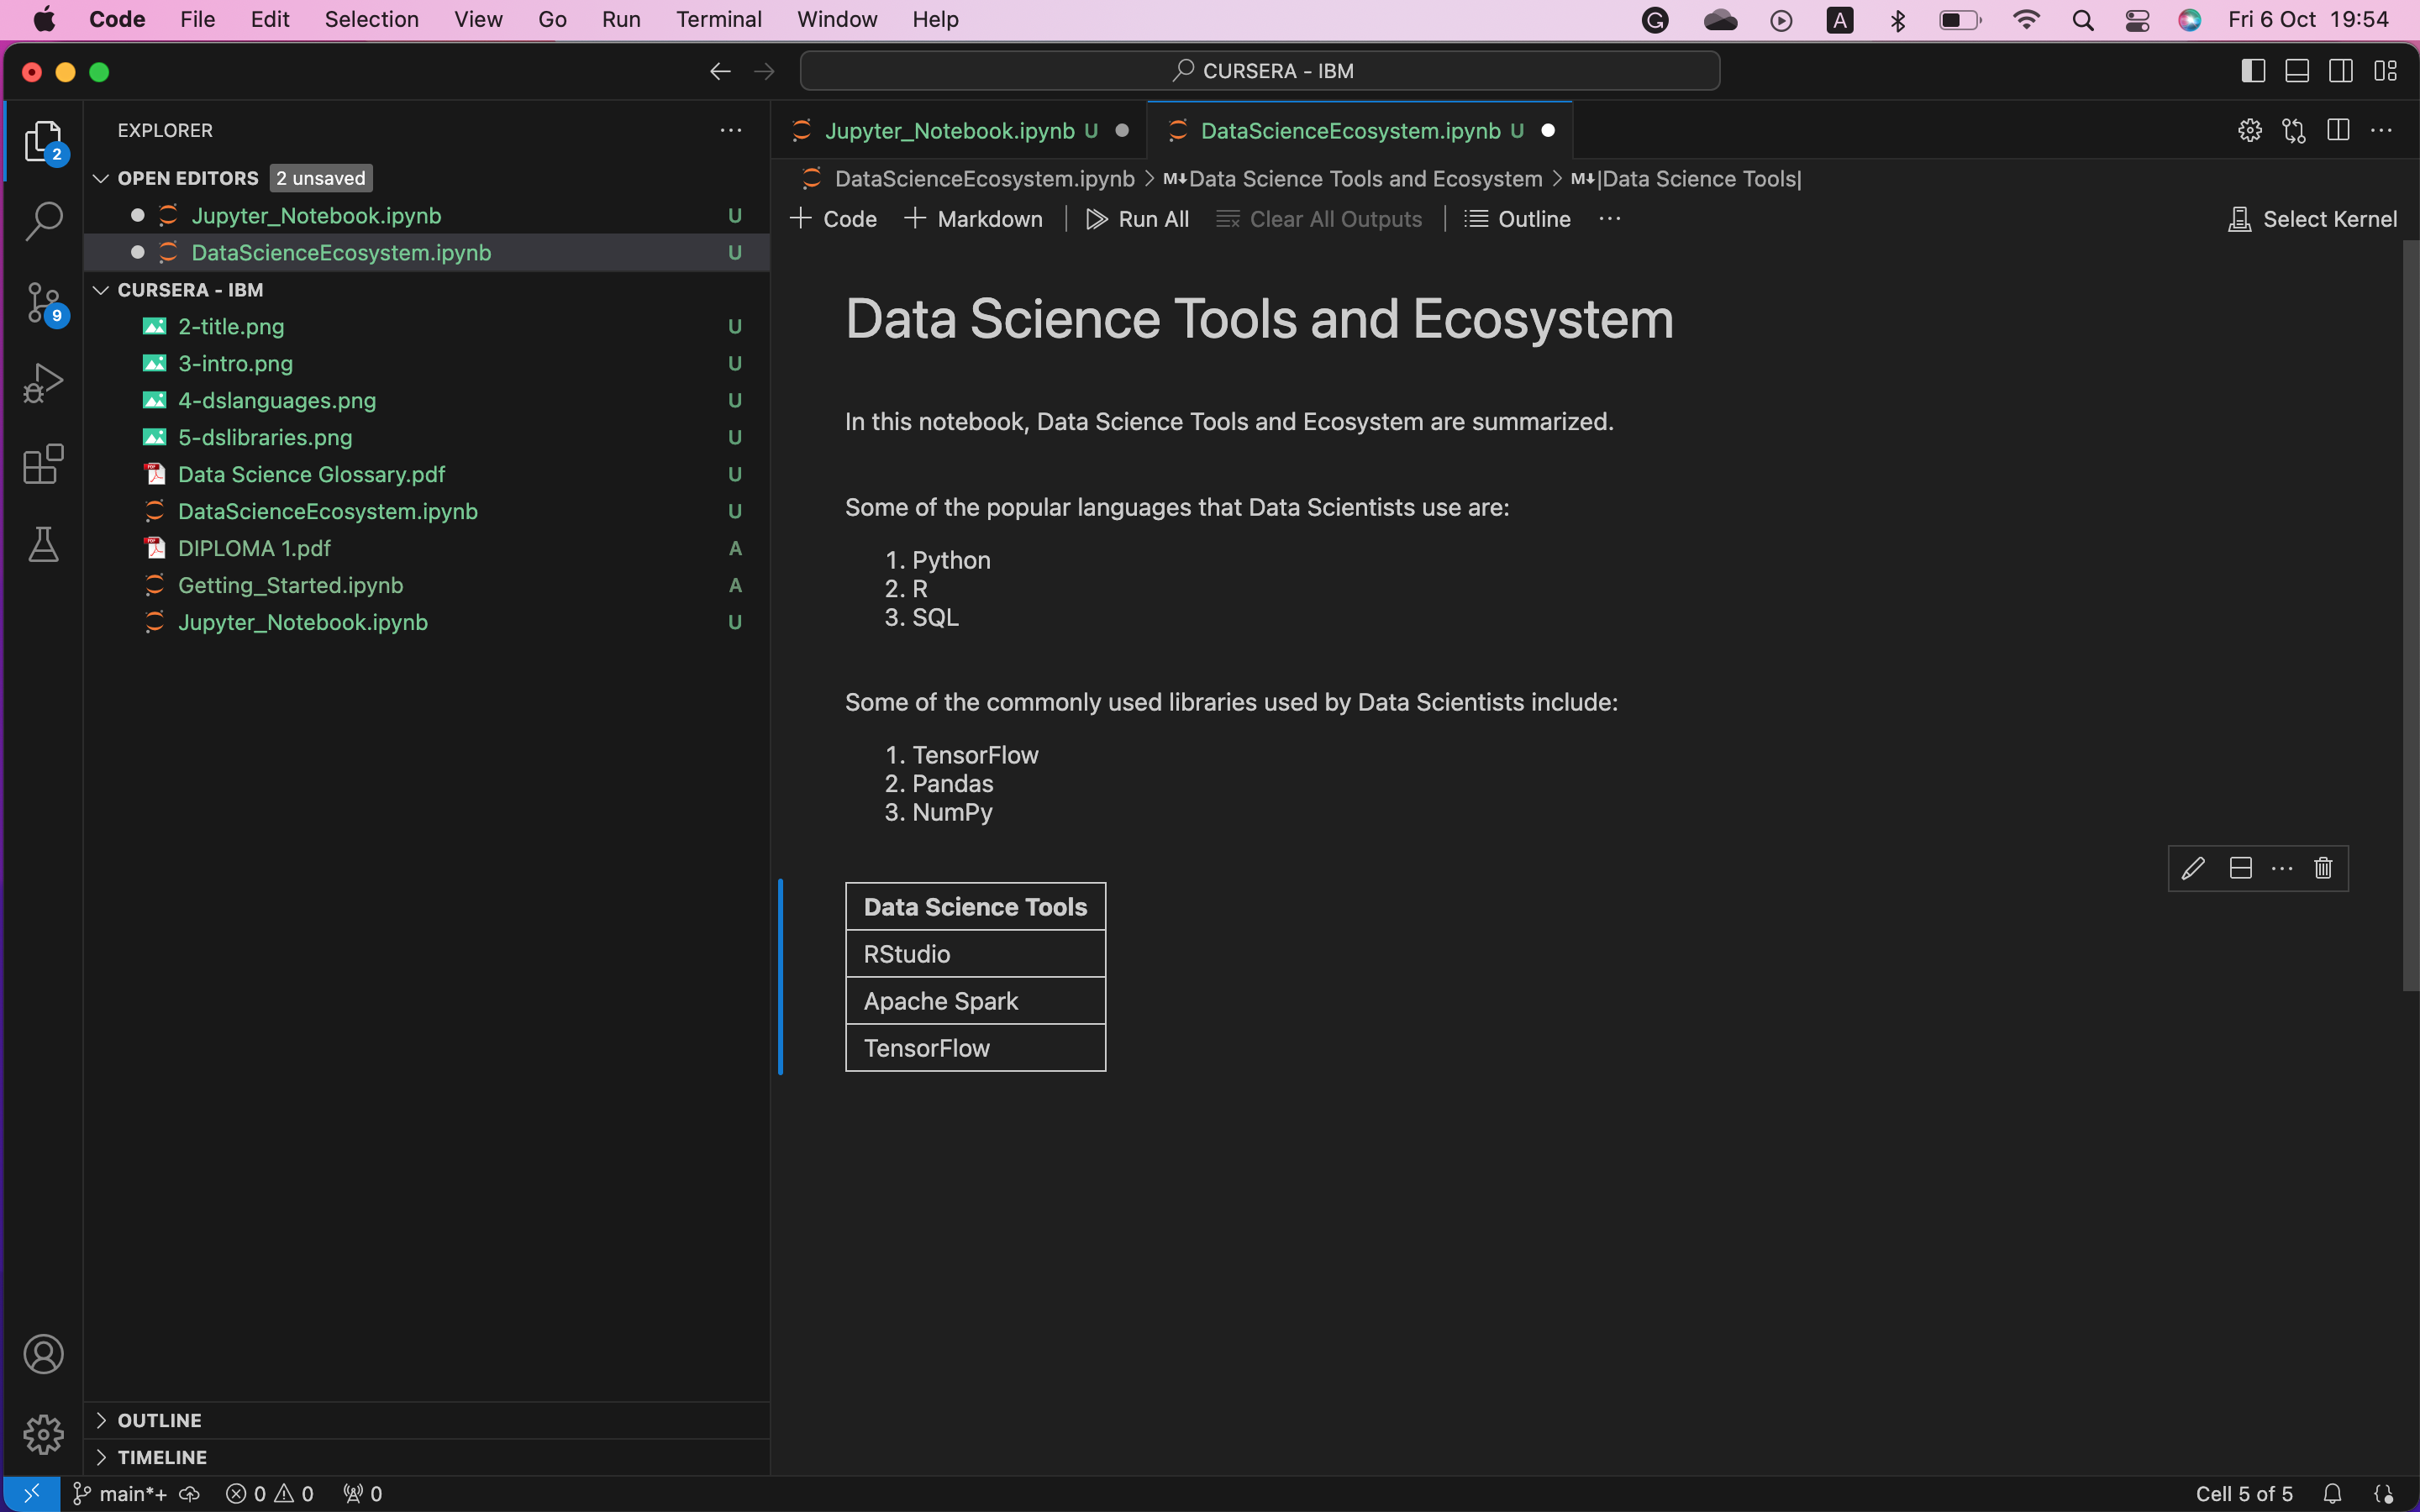 Code File Edit Selection View Go Run Terminal Window Help A Fri 6 Oct 19:54
CURSERA - IBM
EXPLORER
2
OPEN EDITORS 2 unsaved
Jupyter_Notebook.ipynb U
DataScienceEcosystem.ipynb U
CURSERA - IBM
9
2-title.png U
3-intro.png U
4-dslanguages.png U
5-dslibraries.png U
Data Science Glossary.pdf U
DataScienceEcosystem.ipynb U
DIPLOMA 1.pdf A
Getting_Started.ipynb A
Jupyter_Notebook.ipynb U
OUTLINE
TIMELINE
Jupyter_Notebook.ipynb U DataScienceEcosystem.ipynb U
DataScienceEcosystem.ipynb > M↓Data Science Tools and Ecosystem > M↓|Data Science Tools|
+ Code + Markdown | Run All Clear All Outputs | Outline ··· Select Kernel
Data Science Tools and Ecosystem
In this notebook, Data Science Tools and Ecosystem are summarized.
Some of the popular languages that Data Scientists use are:
1. Python
2. R
3. SQL
Some of the commonly used libraries used by Data Scientists include:
1. TensorFlow
2. Pandas
3. NumPy
Data Science Tools
RStudio
Apache Spark
TensorFlow
main*+ 0 0 0 Cell 5 of 5